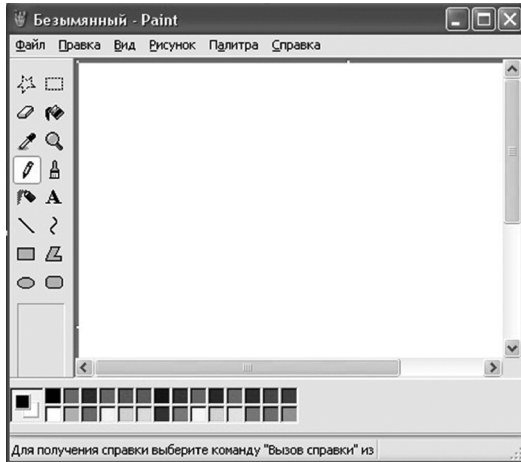 Безымянный - Paint
Файл Правка Вид Рисунок Палитра Справка
A
Для получения справки выберите команду "Вызов справки" из